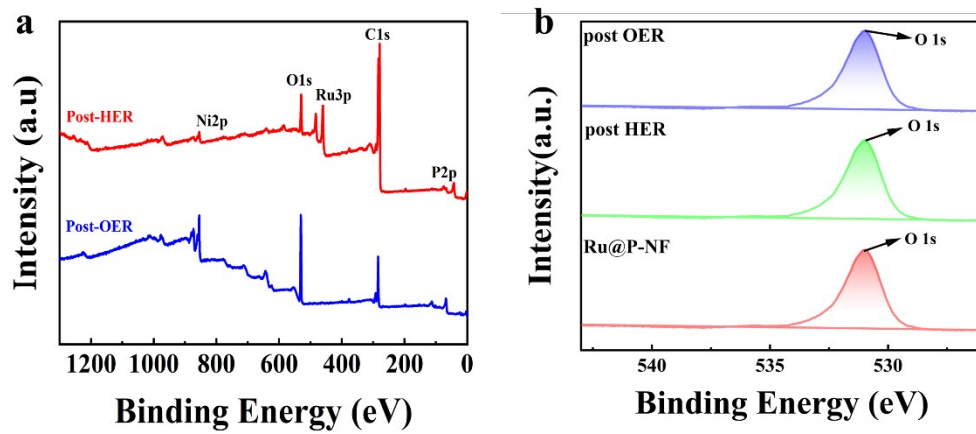 a
Intensity (a.u)
Post-HER
Post-OER
Ni2p
O1s
Ru3p
C1s
P2p
1200 1000 800 600 400 200 0
Binding Energy (eV)
b
Intensity(a.u.)
post OER
O 1s
post HER
O 1s
Ru@P-NF
O 1s
540 535 530
Binding Energy (eV)